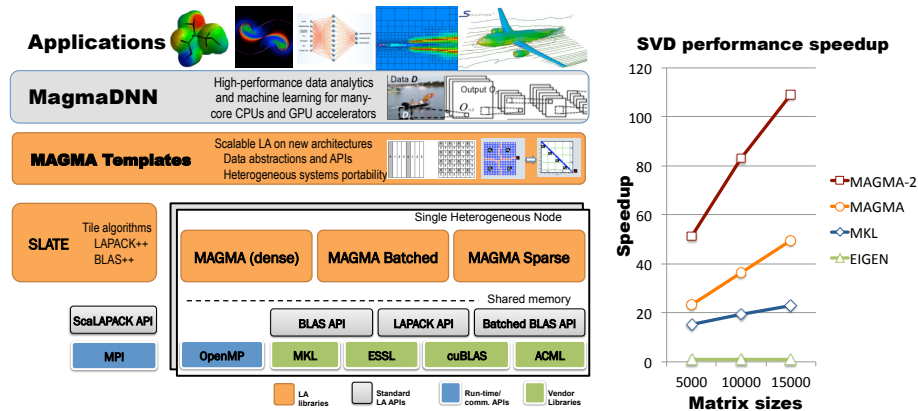 Applications
MagmaDNN
High-performance data analytics
and machine learning for many-
core CPUs and GPU accelerators
Data D
Output O
MAGMA Templates
Scalable LA on new architectures
Data abstractions and APIs
Heterogeneous systems portability
SLATE
Tile algorithms
LAPACK++
BLAS++
Single Heterogeneous Node
MAGMA (dense)
MAGMA Batched
MAGMA Sparse
Shared memory
ScaLAPACK API
BLAS API
LAPACK API
Batched BLAS API
MPI
OpenMP
MKL
ESSL
cuBLAS
ACML
LA
libraries
Standard
LA APIs
Run-time/
comm. APIs
Vendor
Libraries
SVD performance speedup
Speedup
120
100
80
60
40
20
0
5000
10000
15000
Matrix sizes
MAGMA-2
MAGMA
MKL
EIGEN